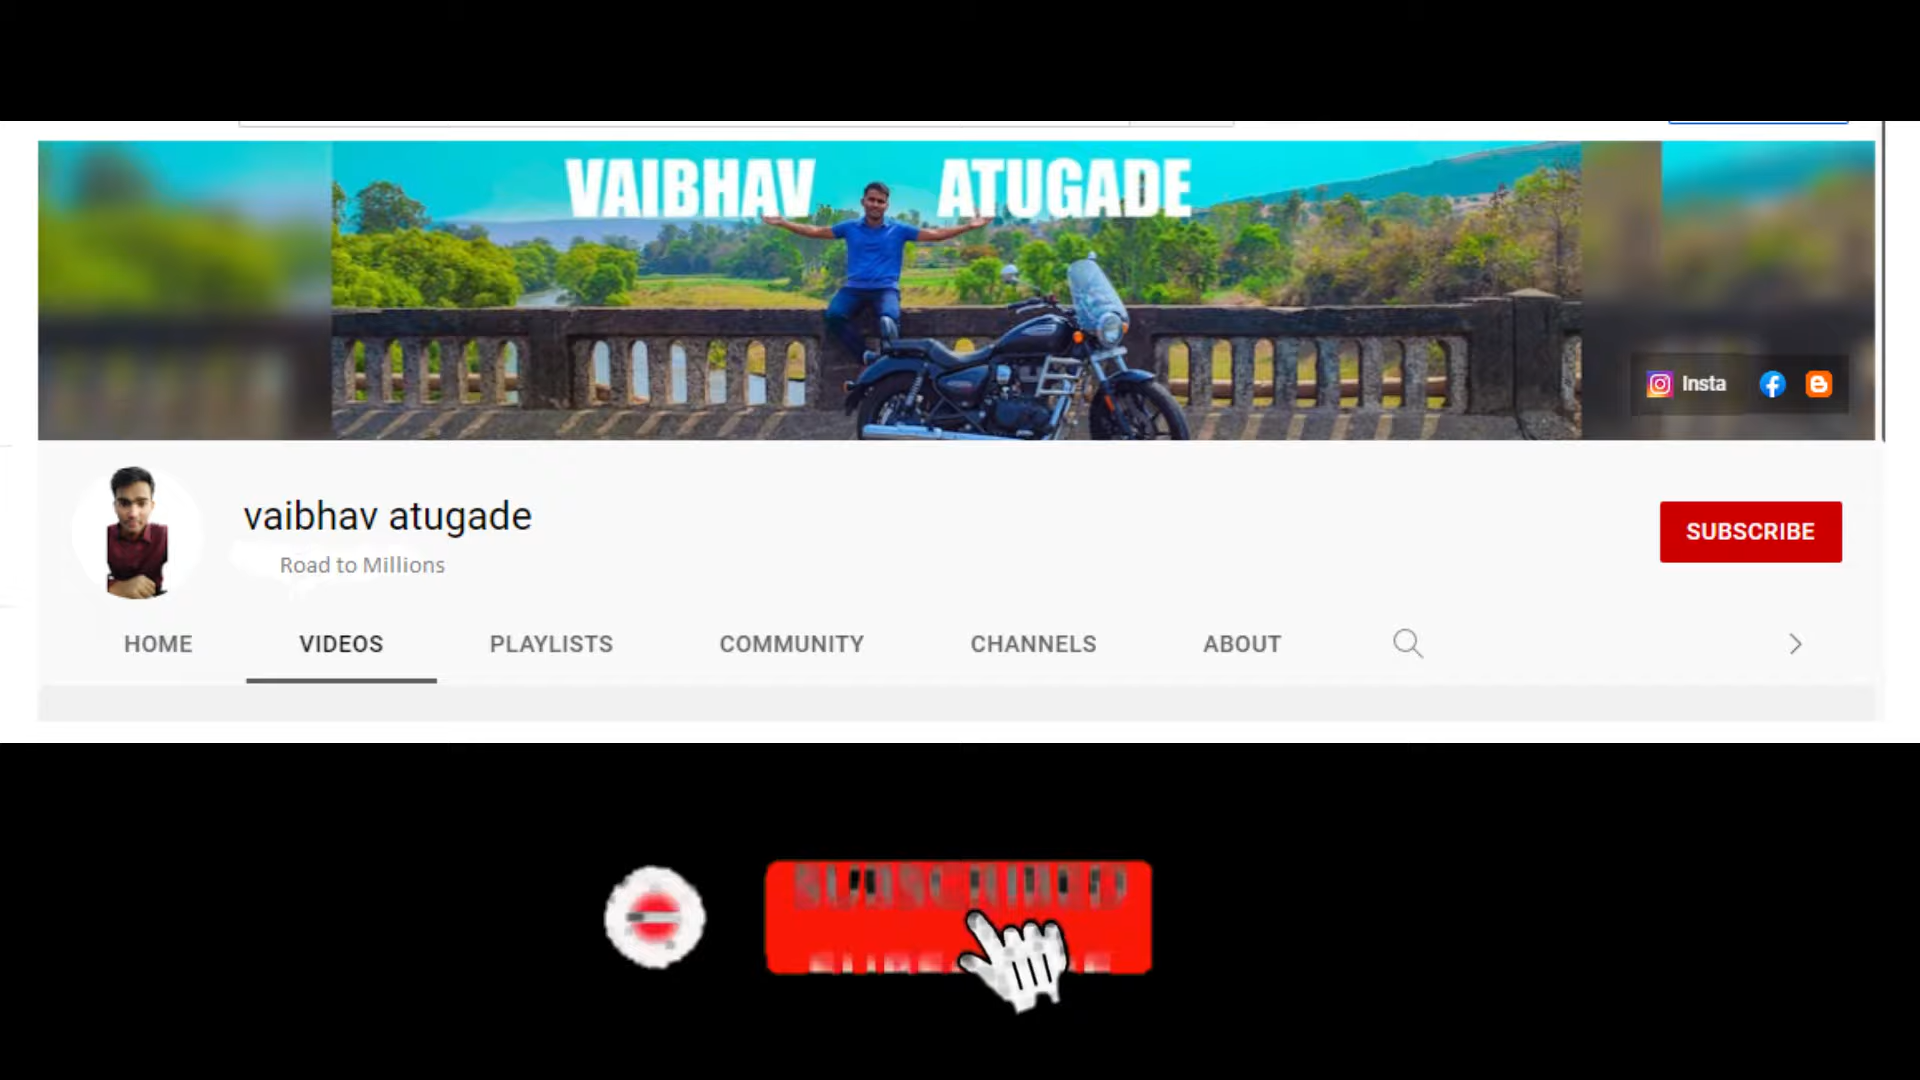 VAIBHAV ATUGADE
Insta
vaibhav atugade
SUBSCRIBE
Road to Millions
HOME VIDEOS PLAYLISTS COMMUNITY CHANNELS ABOUT